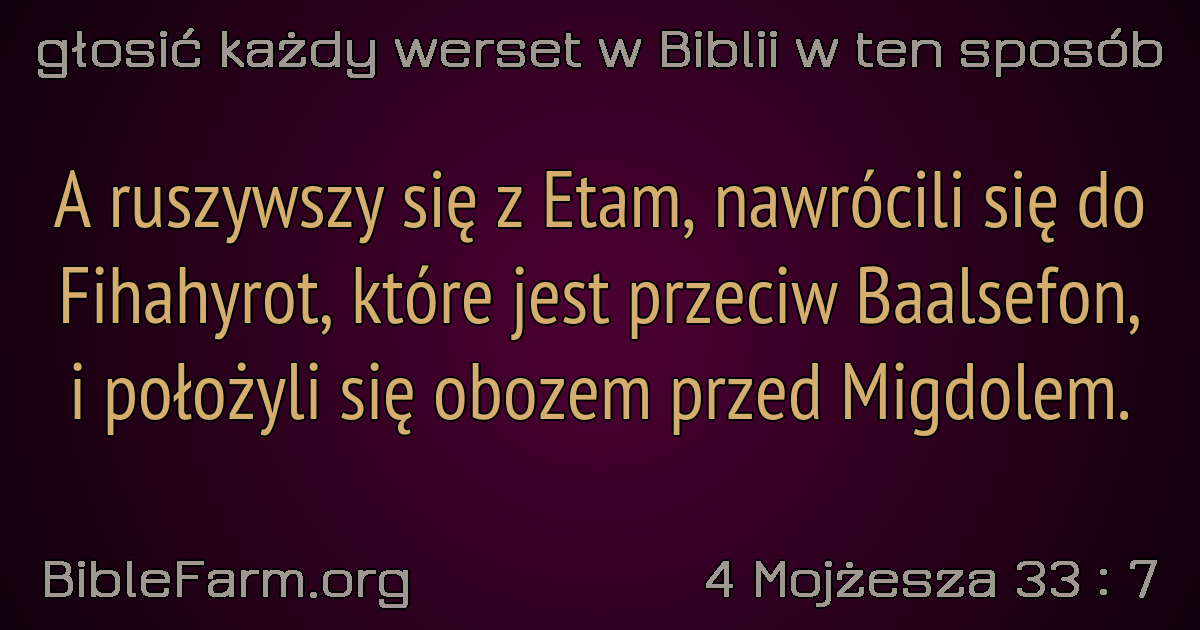 głosić każdy werset w Biblii w ten sposób
A ruszywszy się z Etam, nawrócili się do
Fihahyrot, które jest przeciw Baalsefon,
i położyli się obozem przed Migdolem.
BibleFarm.org
4 Mojżesza 33 : 7